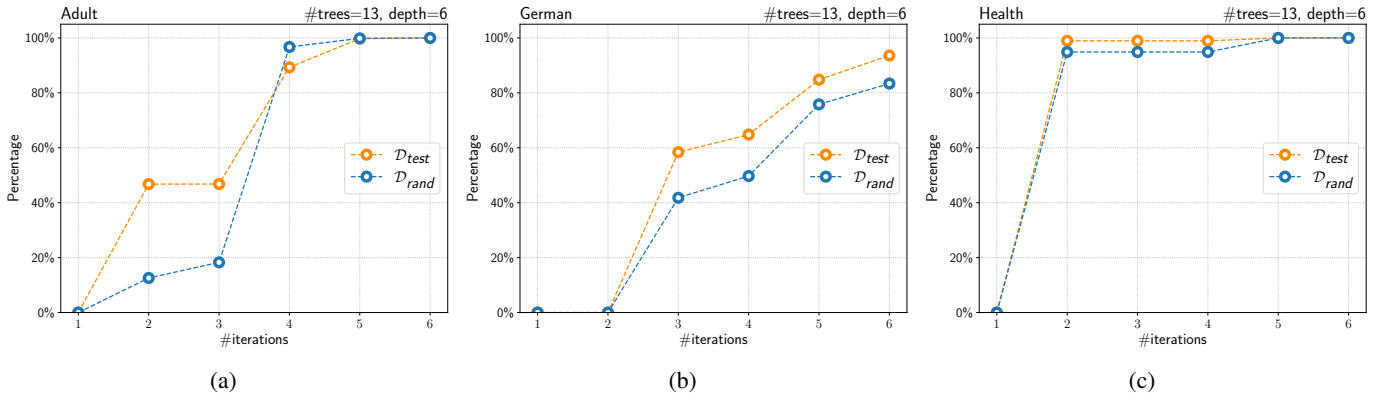 Adult #trees=13, depth=6
100%
80%
60%
40%
20%
0%
Percentage
1 2 3 4 5 6
#iterations
𝒟test
𝒟rand
(a)
German #trees=13, depth=6
100%
80%
60%
40%
20%
0%
Percentage
1 2 3 4 5 6
#iterations
𝒟test
𝒟rand
(b)
Health #trees=13, depth=6
100%
80%
60%
40%
20%
0%
Percentage
1 2 3 4 5 6
#iterations
𝒟test
𝒟rand
(c)